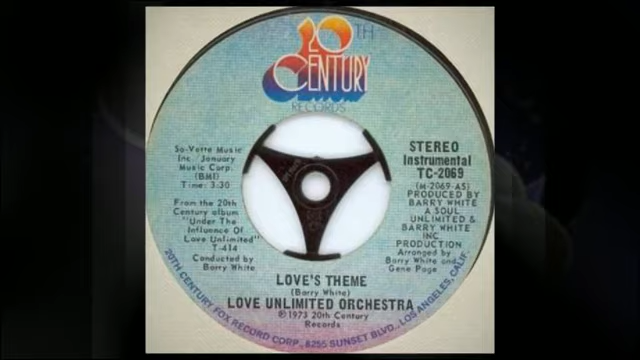 20TH
CENTURY
RECORDS
Sa-Vette Music
Inc. January
Music Corp.
(BMI)
Time: 3:30
From the 20th
Century album
"Under The
Influence Of
Love Unlimited"
T-414
Conducted by
Barry White
STEREO
Instrumental
TC-2069
(M-2069-AS)
PRODUCED BY
BARRY WHITE
A SOUL
UNLIMITED &
BARRY WHITE
INC.
PRODUCTION
Arranged by
Barry White and
Gene Page
LOVE'S THEME
(Barry White)
LOVE UNLIMITED ORCHESTRA
℗1973 20th Century
Records
20TH CENTURY FOX RECORD CORP., 8255 SUNSET BLVD., LOS ANGELES, CALIF.